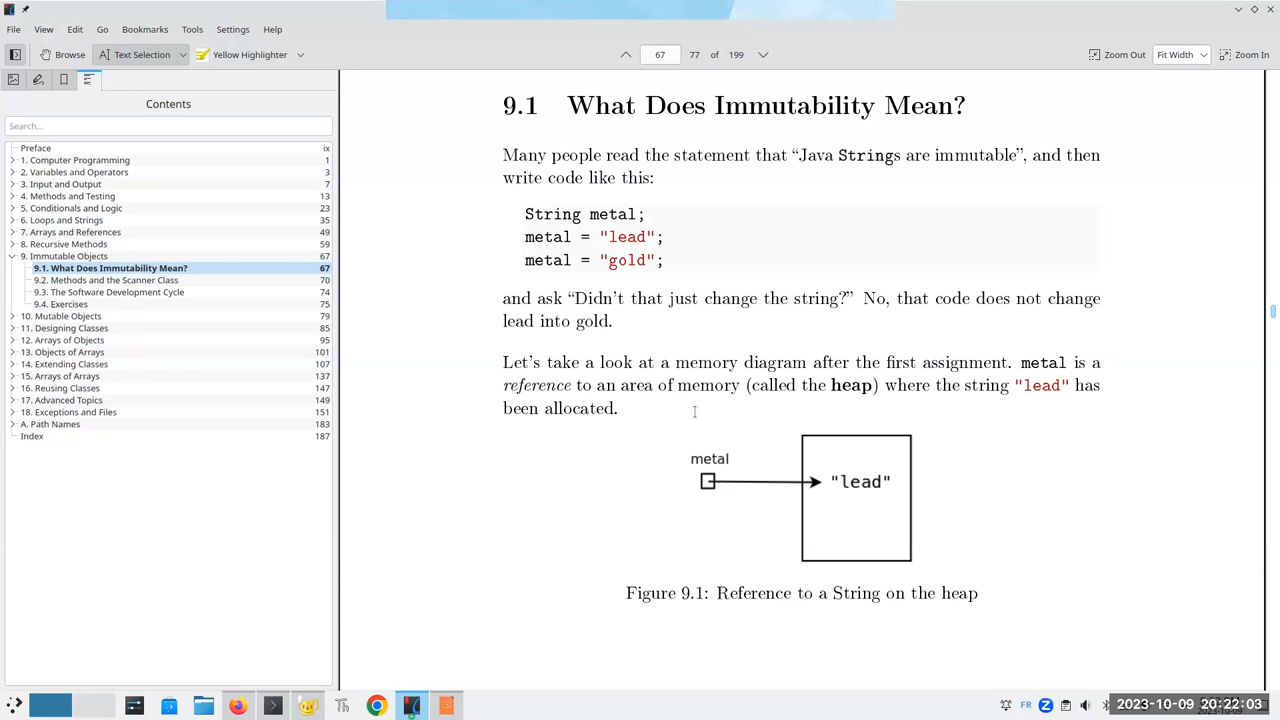 File View Edit Go Bookmarks Tools Settings Help
Browse Text Selection Yellow Highlighter 67 77 of 199 Zoom Out Fit Width Zoom In
Contents
Search...
Preface ix
1. Computer Programming 1
2. Variables and Operators 3
3. Input and Output 7
4. Methods and Testing 13
5. Conditionals and Logic 23
6. Loops and Strings 35
7. Arrays and References 49
8. Recursive Methods 59
9. Immutable Objects 67
9.1. What Does Immutability Mean? 67
9.2. Methods and the Scanner Class 70
9.3. The Software Development Cycle 74
9.4. Exercises 75
10. Mutable Objects 79
11. Designing Classes 85
12. Arrays of Objects 95
13. Objects of Arrays 101
14. Extending Classes 107
15. Arrays of Arrays 137
16. Reusing Classes 147
17. Advanced Topics 149
18. Exceptions and Files 151
A. Path Names 183
Index 187
9.1 What Does Immutability Mean?
Many people read the statement that “Java Strings are immutable”, and then
write code like this:
String metal;
metal = "lead";
metal = "gold";
and ask “Didn’t that just change the string?” No, that code does not change
lead into gold.
Let’s take a look at a memory diagram after the first assignment. metal is a
reference to an area of memory (called the heap) where the string "lead" has
been allocated.
metal
"lead"
Figure 9.1: Reference to a String on the heap
Th FR Z 2023-10-09 20:22:03